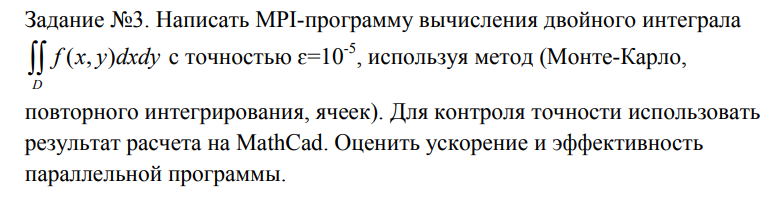 Задание №3. Написать MPI-программу вычисления двойного интеграла
∬ f(x, y)dxdy с точностью ε=10⁻⁵, используя метод (Монте-Карло,
D
повторного интегрирования, ячеек). Для контроля точности использовать
результат расчета на MathCad. Оценить ускорение и эффективность
параллельной программы.